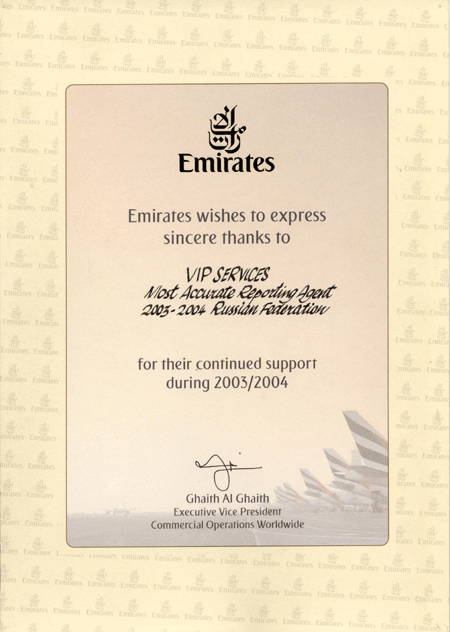 Emirates
Emirates wishes to express
sincere thanks to
VIP SERVICES
Most Accurate Reporting Agent
2003-2004 Russian Federation
for their continued support
during 2003/2004
Ghaith Al Ghaith
Executive Vice President
Commercial Operations Worldwide